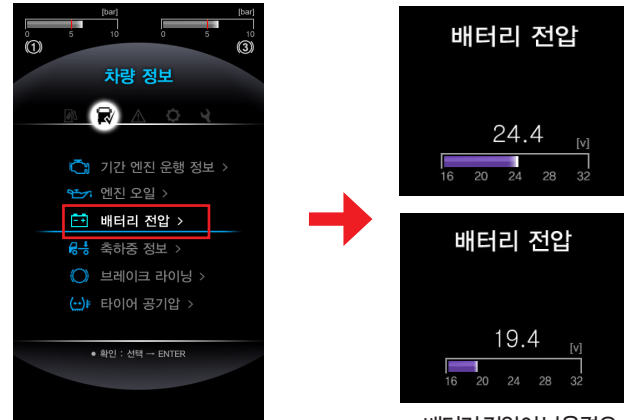 [bar] [bar]
0 5 10 0 5 10
① ③
차량 정보
기간 엔진 운행 정보 >
엔진 오일 >
배터리 전압 >
축하중 정보 >
브레이크 라이닝 >
타이어 공기압 >
● 확인 : 선택 → ENTER
배터리 전압
24.4 [v]
16 20 24 28 32
배터리 전압
19.4 [v]
16 20 24 28 32